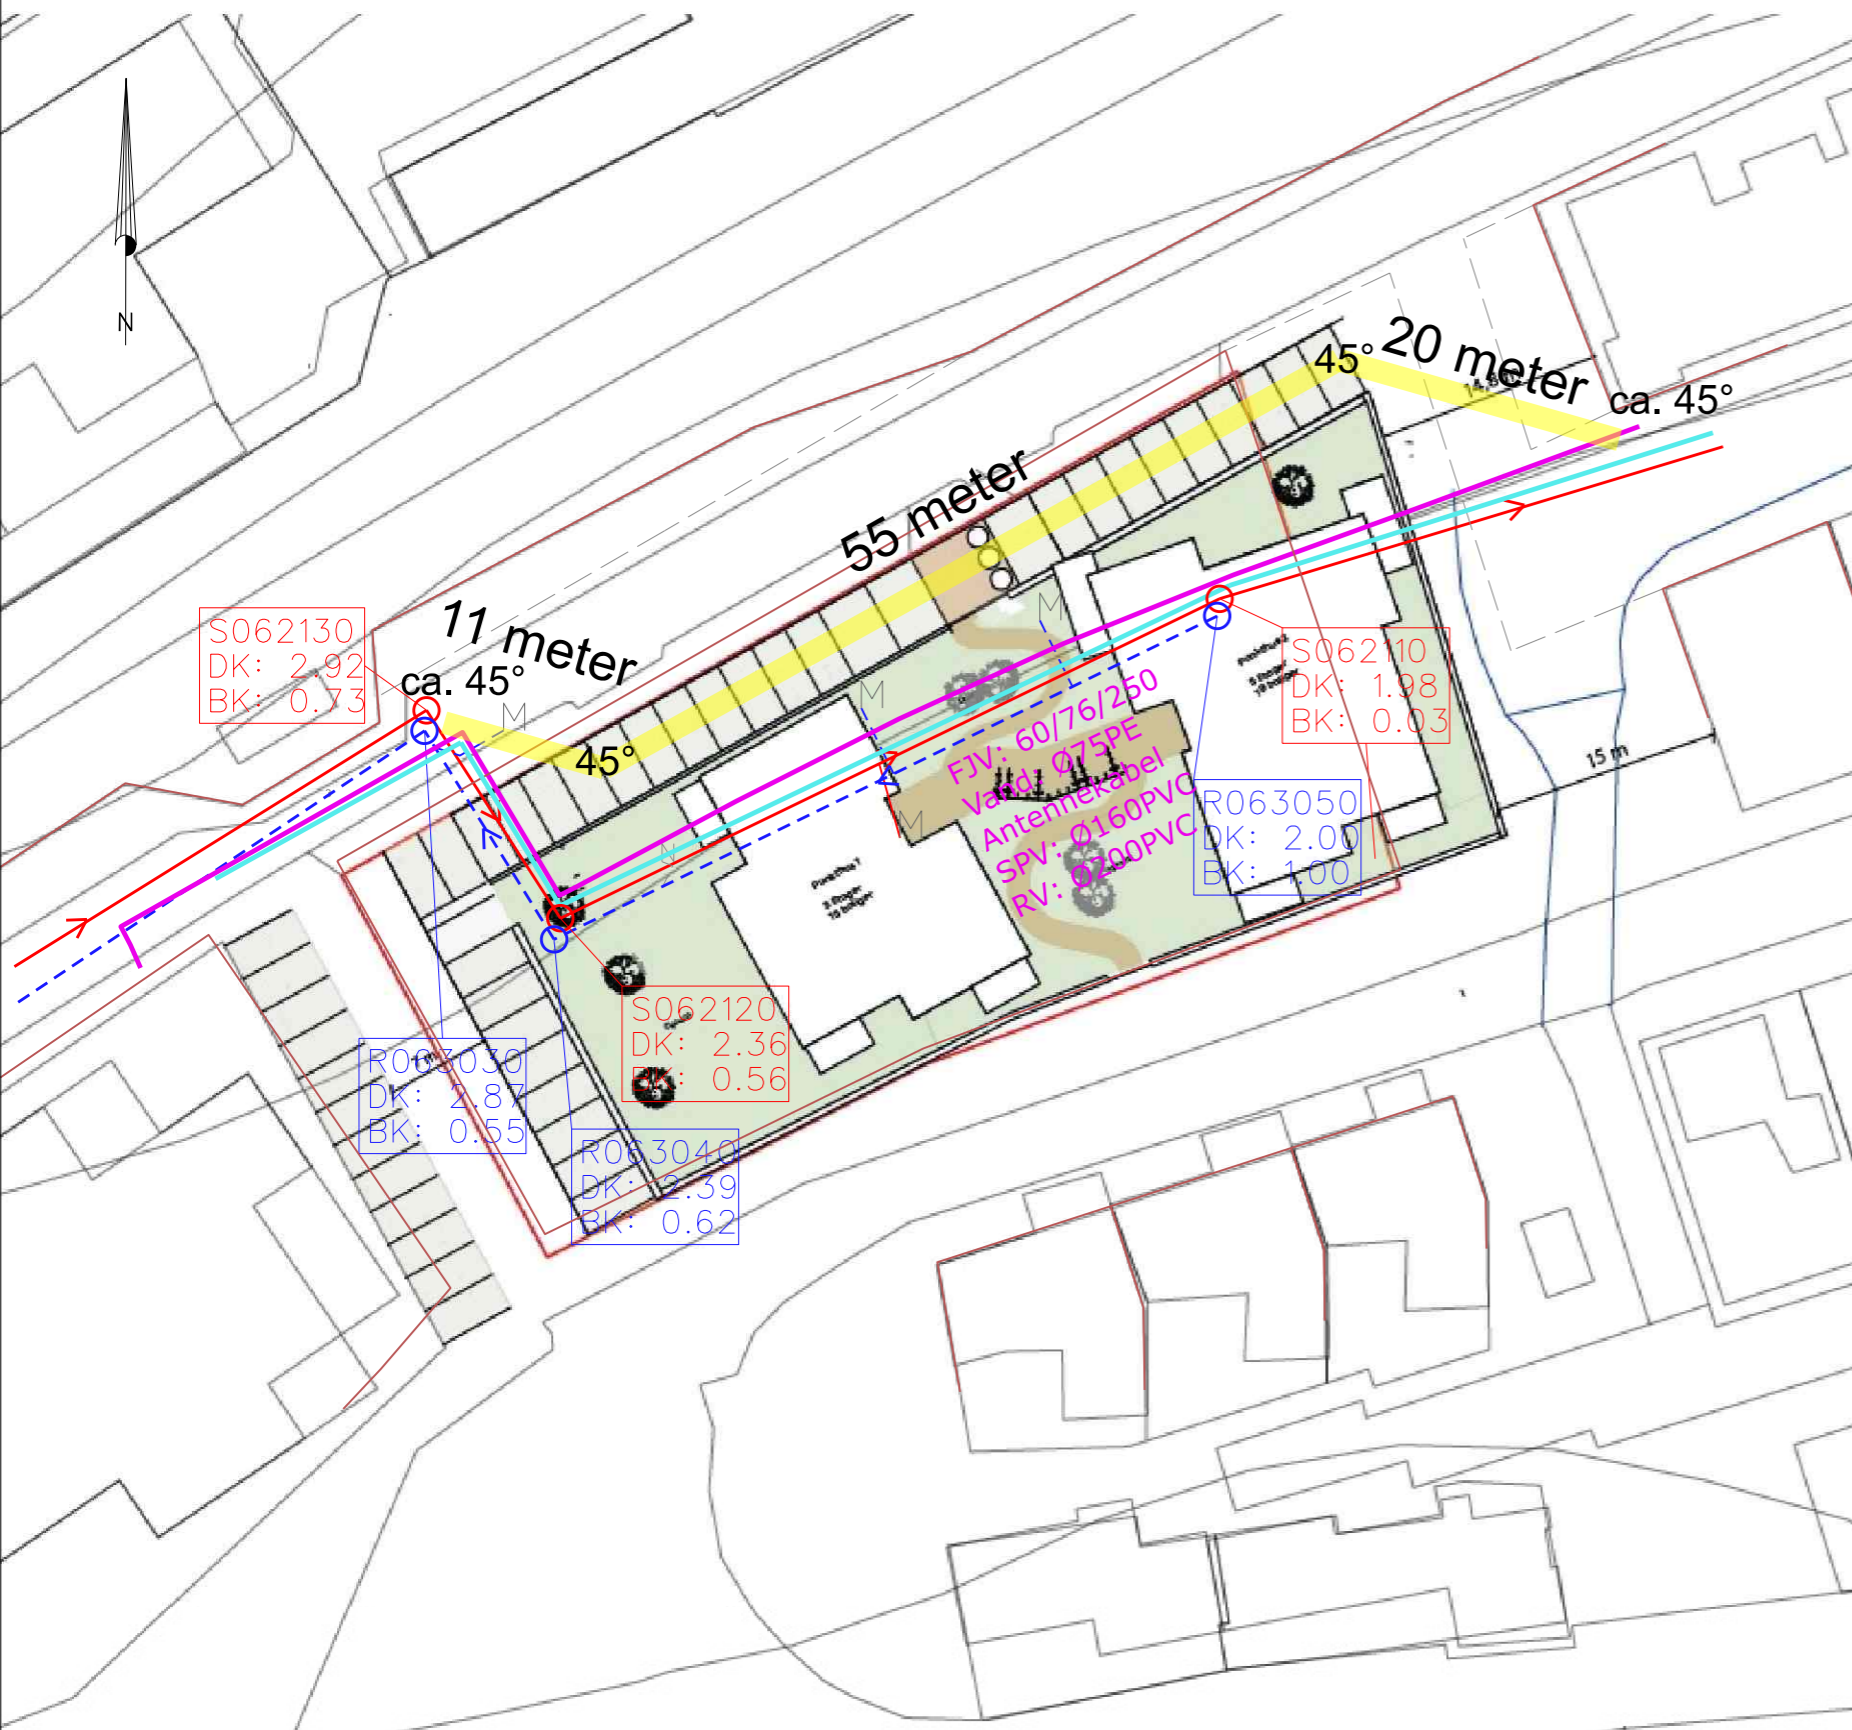 N
45°
20 meter
ca. 45°
55 meter
11 meter
ca. 45°
45°
S062130
DK: 2.92
BK: 0.73
M
M
M
M
S062110
DK: 1.98
BK: 0.03
FJV: 60/76/250
Vand: Ø75PE
Antennekabel
SPV: Ø160PVC
RV: Ø200PVC
R063050
DK: 2.00
BK: 1.00
15 m
Punkthus 1
S062120
DK: 2.36
BK: 0.56
R063030
DK: 2.87
BK: 0.55
R063040
DK: 2.39
BK: 0.62